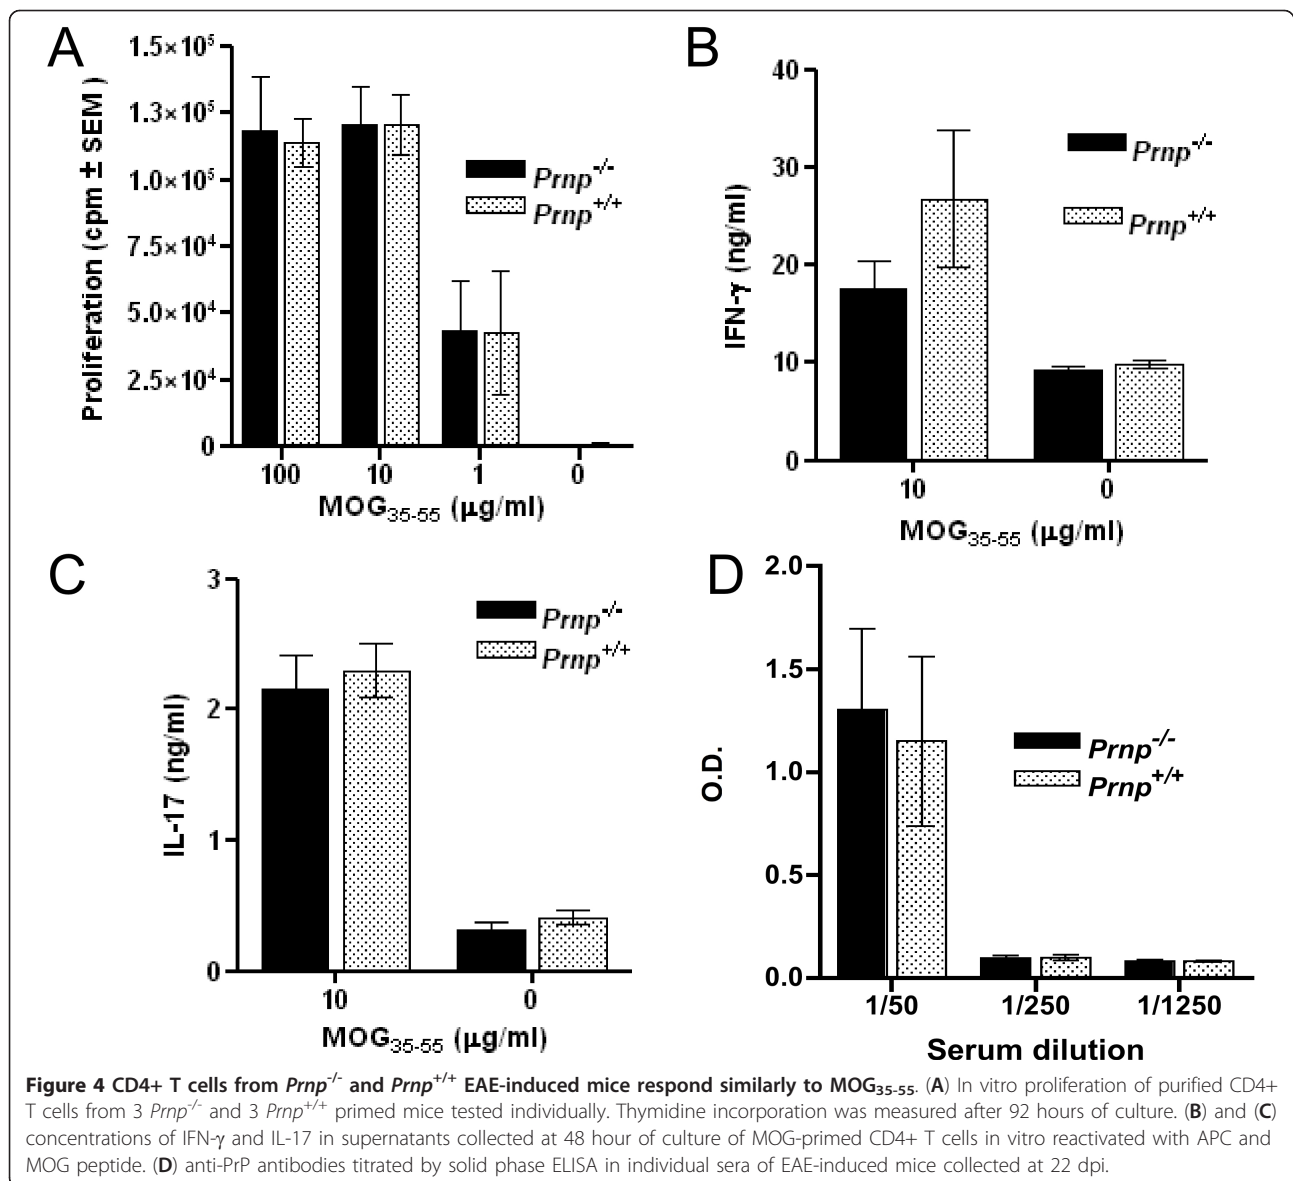 A
Proliferation (cpm ± SEM )
1.5×10⁵
1.3×10⁵
1.0×10⁵
7.5×10⁴
5.0×10⁴
2.5×10⁴
0
Prnp⁻/⁻
Prnp⁺/⁺
100 10 1 0
MOG₃₅₋₅₅ (μg/ml)
B
IFN-γ (ng/ml)
40
30
20
10
0
Prnp⁻/⁻
Prnp⁺/⁺
10 0
MOG₃₅₋₅₅ (μg/ml)
C
IL-17 (ng/ml)
3
2
1
0
Prnp⁻/⁻
Prnp⁺/⁺
10 0
MOG₃₅₋₅₅ (μg/ml)
D
O.D.
2.0
1.5
1.0
0.5
0.0
Prnp⁻/⁻
Prnp⁺/⁺
1/50 1/250 1/1250
Serum dilution
Figure 4 CD4+ T cells from Prnp⁻/⁻ and Prnp⁺/⁺ EAE-induced mice respond similarly to MOG₃₅₋₅₅. (A) In vitro proliferation of purified CD4+
T cells from 3 Prnp⁻/⁻ and 3 Prnp⁺/⁺ primed mice tested individually. Thymidine incorporation was measured after 92 hours of culture. (B) and (C)
concentrations of IFN-γ and IL-17 in supernatants collected at 48 hour of culture of MOG-primed CD4+ T cells in vitro reactivated with APC and
MOG peptide. (D) anti-PrP antibodies titrated by solid phase ELISA in individual sera of EAE-induced mice collected at 22 dpi.